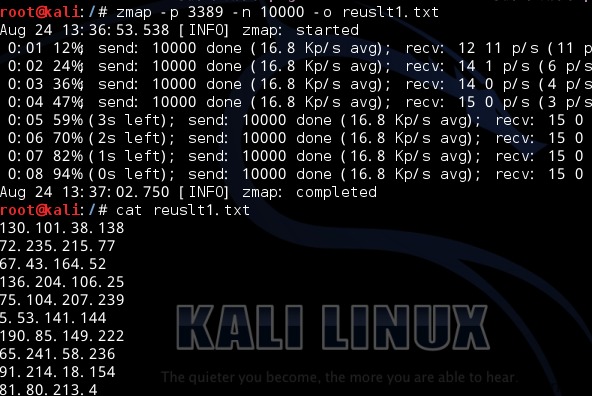 root@kali:/# zmap -p 3389 -n 10000 -o reuslt1.txt
Aug 24 13:36:53.538 [INFO] zmap: started
0:01 12%; send: 10000 done (16.8 Kp/s avg); recv: 12 11 p/s (11 p
0:02 24%; send: 10000 done (16.8 Kp/s avg); recv: 14 1 p/s (6 p/s
0:03 36%; send: 10000 done (16.8 Kp/s avg); recv: 14 0 p/s (4 p/s
0:04 47%; send: 10000 done (16.8 Kp/s avg); recv: 15 0 p/s (3 p/s
0:05 59% (3s left); send: 10000 done (16.8 Kp/s avg); recv: 15 0
0:06 70% (2s left); send: 10000 done (16.8 Kp/s avg); recv: 15 0
0:07 82% (1s left); send: 10000 done (16.8 Kp/s avg); recv: 15 0
0:08 94% (0s left); send: 10000 done (16.8 Kp/s avg); recv: 15 0
Aug 24 13:37:02.750 [INFO] zmap: completed
root@kali:/# cat reuslt1.txt
130.101.38.138
72.235.215.77
67.43.164.52
136.204.106.25
75.104.207.239
5.53.141.144
190.85.149.222
65.241.58.236
91.214.18.154
81.80.213.4
KALI LINUX
The quieter you become, the more you are able to hear.